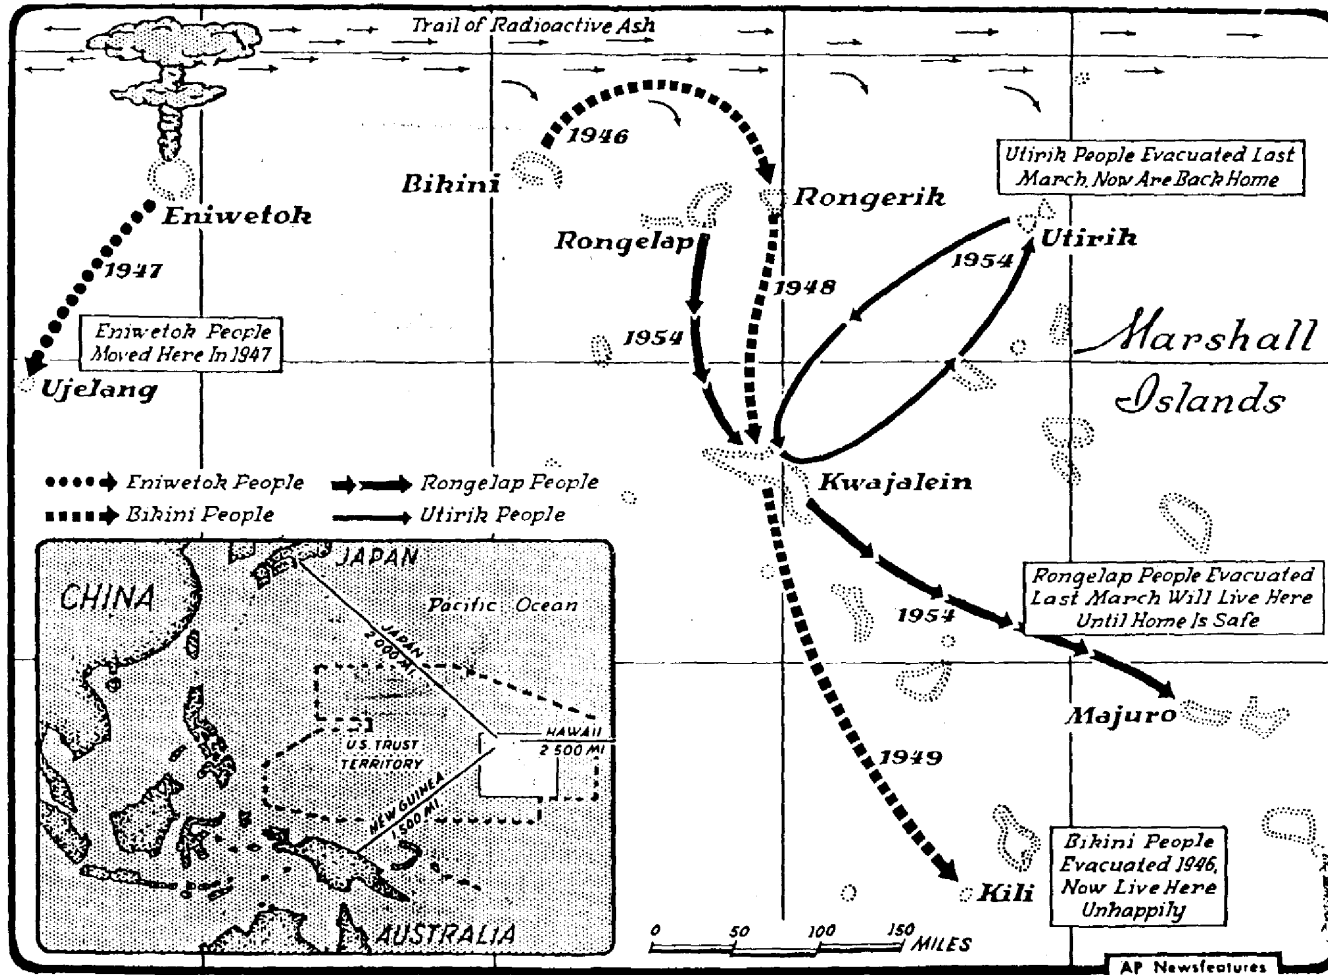 Trail of Radioactive Ash
1946
Bikini
Eniwetok
Rongerik
Rongelap
Utirik People Evacuated Last
March, Now Are Back Home
Utirik
1947
1948
1954
1954
Eniwetok People
Moved Here In 1947
Ujelang
Marshall
Islands
Kwajalein
Eniwetok People
Rongelap People
Bikini People
Utirik People
CHINA
JAPAN
Pacific Ocean
JAPAN
2 000 MI.
U.S. TRUST
TERRITORY
HAWAII
2 500 MI
NEW GUINEA
1,500 MI.
AUSTRALIA
Rongelap People Evacuated
Last March Will Live Here
Until Home Is Safe
1954
Majuro
1949
Bikini People
Evacuated 1946,
Now Live Here
Unhappily
Kili
0 50 100 150
MILES
AP Newsfeatures